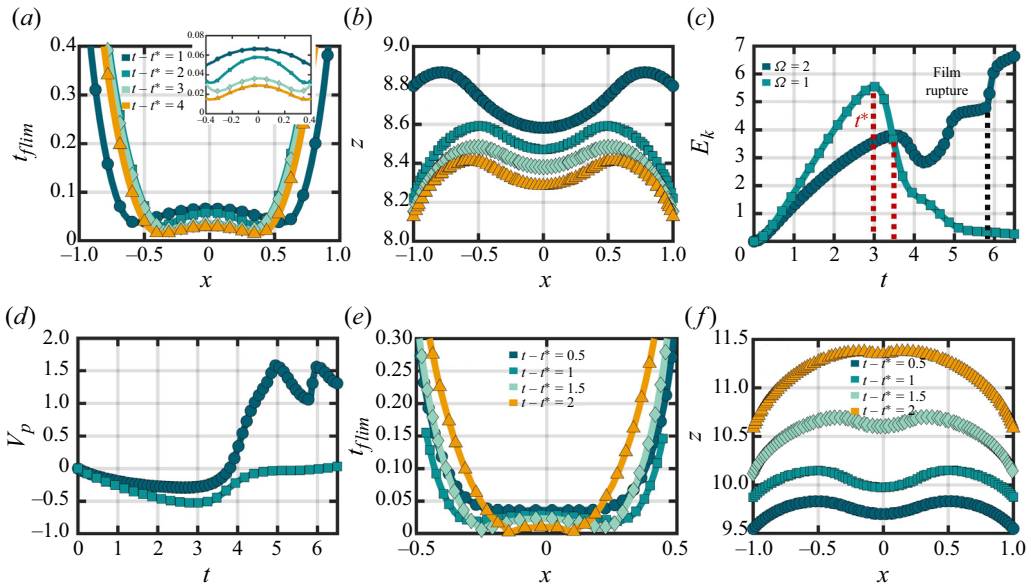 (a)
0.4
0.3
0.2
0.1
0
t_flim
t – t* = 1
t – t* = 2
t – t* = 3
t – t* = 4
0.08
0.06
0.04
0.02
0
–0.4
–0.2
0
0.2
0.4
–1.0
–0.5
0
0.5
1.0
x
(b)
9.0
8.8
8.6
8.4
8.2
8.0
z
–1.0
–0.5
0
0.5
1.0
x
(c)
7
6
5
4
3
2
1
0
E_k
Ω = 2
Ω = 1
t*
Film
rupture
1
2
3
4
5
6
t
(d)
2.0
1.5
1.0
0.5
0
–0.5
–1.0
V_p
0
1
2
3
4
5
6
t
(e)
0.30
0.25
0.20
0.15
0.10
0.05
0
t_flim
t – t* = 0.5
t – t* = 1
t – t* = 1.5
t – t* = 2
–0.5
0
0.5
x
(f)
11.5
11.0
10.5
10.0
9.5
z
t – t* = 0.5
t – t* = 1
t – t* = 1.5
t – t* = 2
–1.0
–0.5
0
0.5
1.0
x